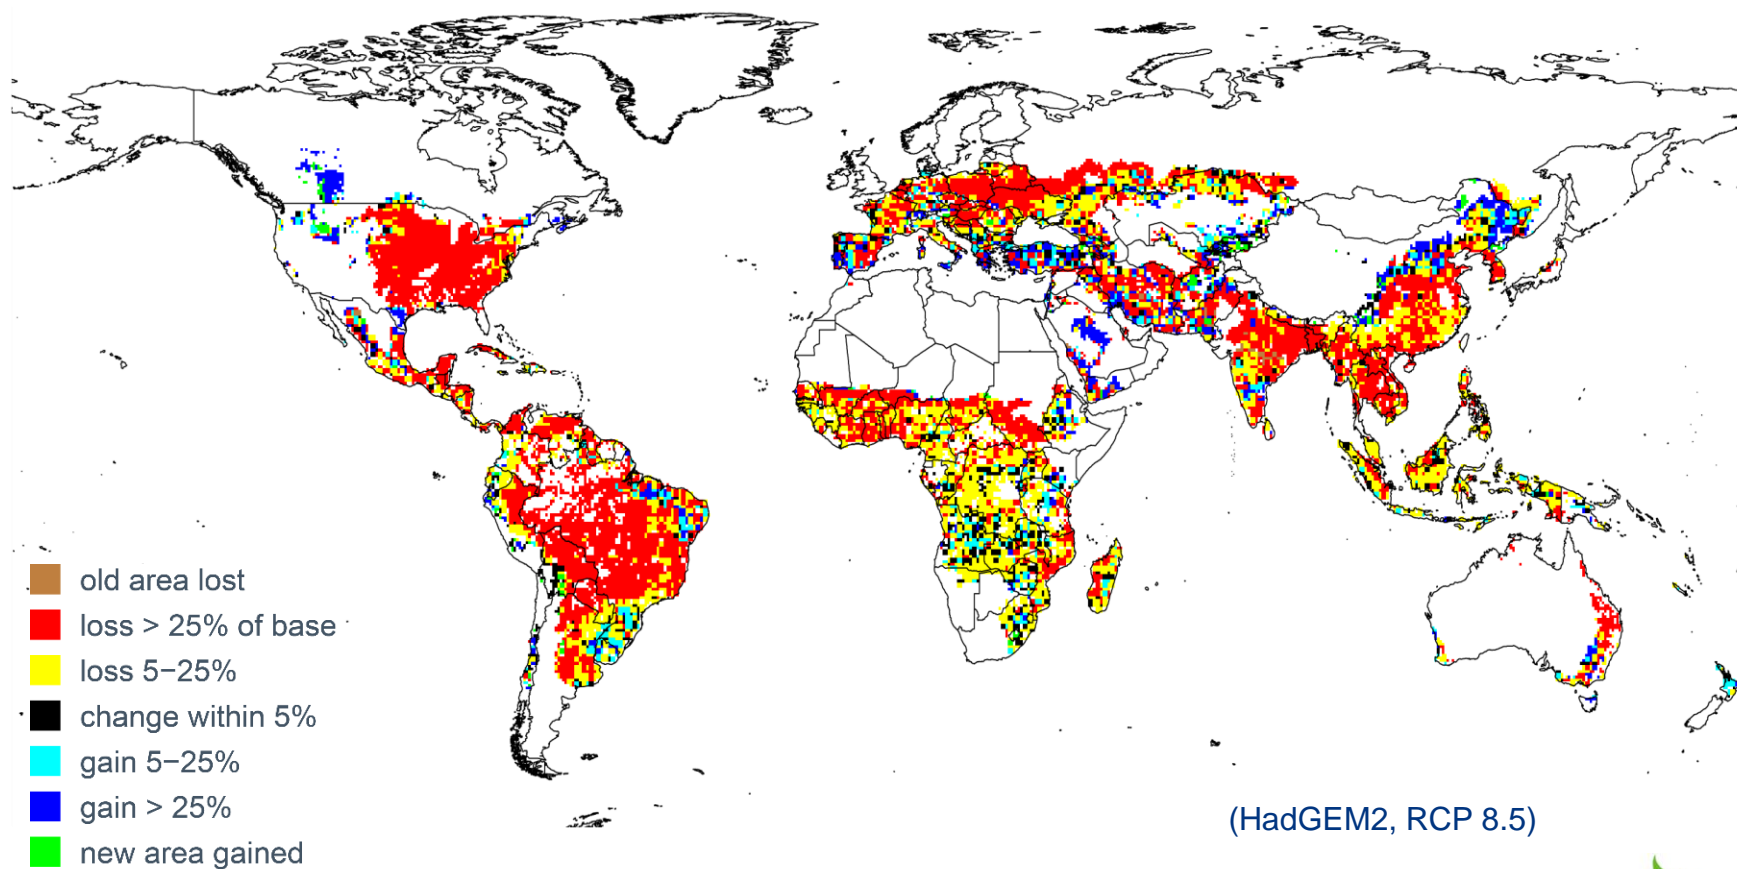 old area lost
loss > 25% of base
loss 5−25%
change within 5%
gain 5−25%
gain > 25%
new area gained
(HadGEM2, RCP 8.5)